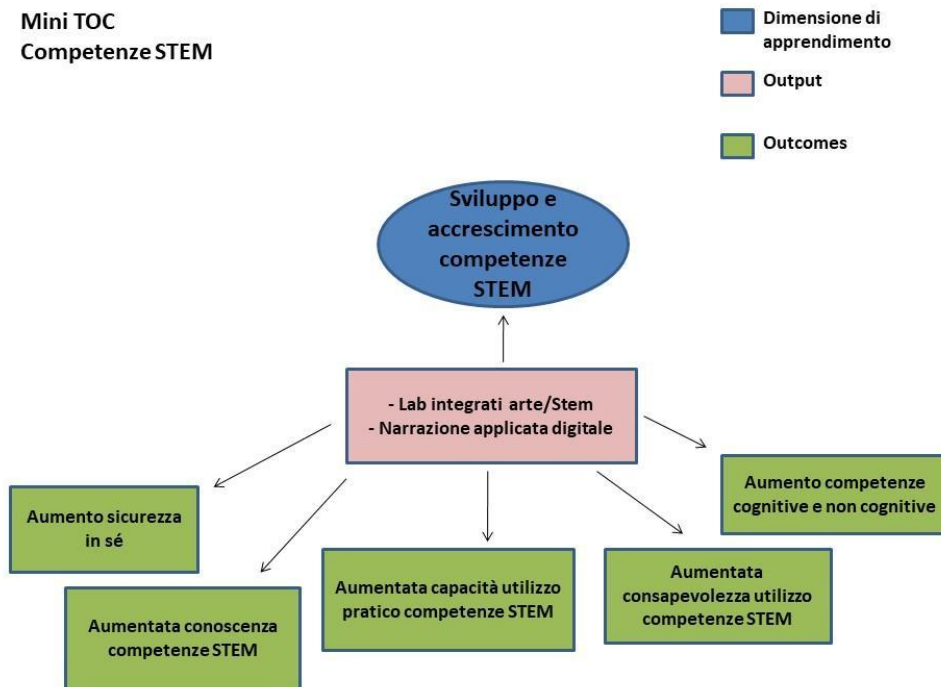 Mini TOC
Competenze STEM
Dimensione di
apprendimento
Output
Outcomes
Sviluppo e
accrescimento
competenze
STEM
- Lab integrati arte/Stem
- Narrazione applicata digitale
Aumento sicurezza
in sé
Aumentata conoscenza
competenze STEM
Aumentata capacità utilizzo
pratico competenze STEM
Aumentata
consapevolezza utilizzo
competenze STEM
Aumento competenze
cognitive e non cognitive